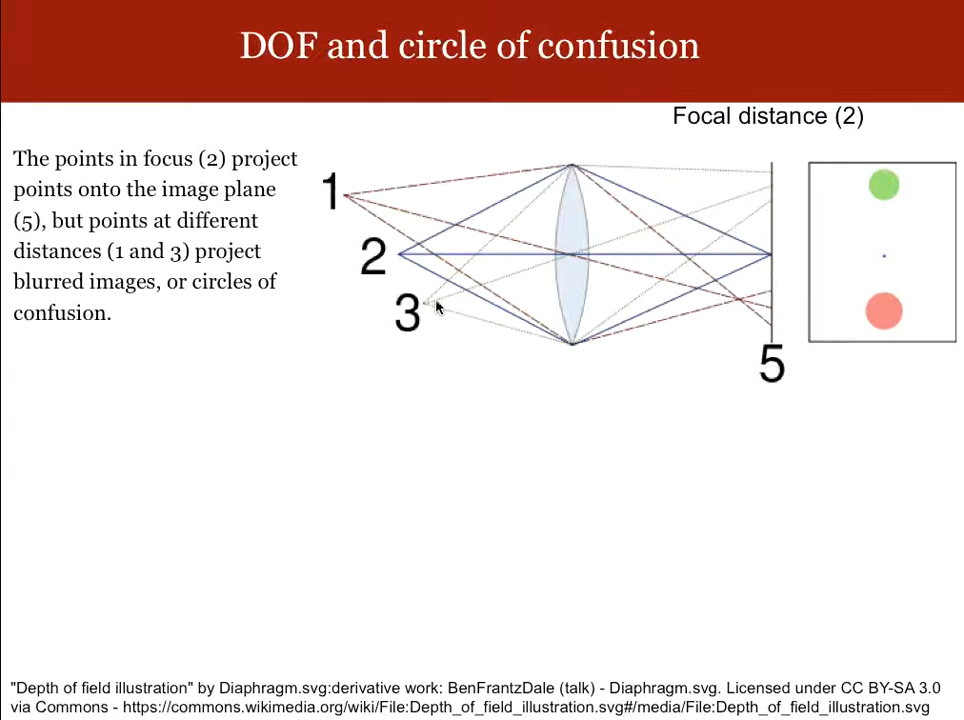 DOF and circle of confusion
Focal distance (2)
The points in focus (2) project
points onto the image plane
(5), but points at different
distances (1 and 3) project
blurred images, or circles of
confusion.
1
2
3
5
"Depth of field illustration" by Diaphragm.svg:derivative work: BenFrantzDale (talk) - Diaphragm.svg. Licensed under CC BY-SA 3.0
via Commons - https://commons.wikimedia.org/wiki/File:Depth_of_field_illustration.svg#/media/File:Depth_of_field_illustration.svg